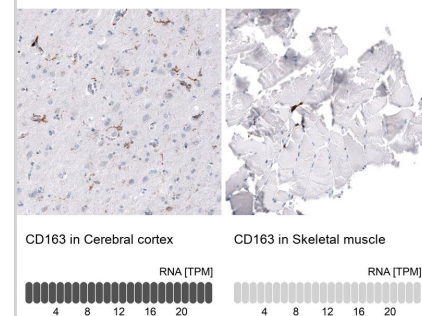 CD163 in Cerebral cortex
CD163 in Skeletal muscle
RNA [TPM]
RNA [TPM]
4 8 12 16 20
4 8 12 16 20